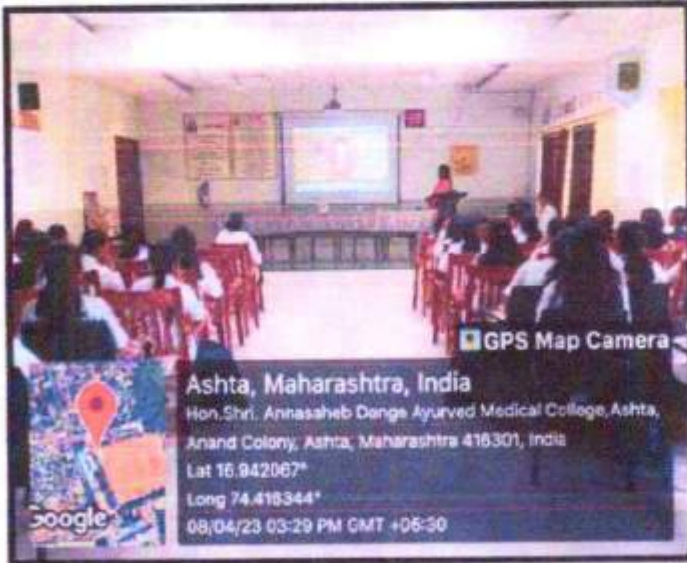 GPS Map Camera
Ashta, Maharashtra, India
Hon.Shri. Annasaheb Dange Ayurved Medical College,Ashta,
Anand Colony, Ashta, Maharashtra 416301, India
Lat 16.942067°
Long 74.416344°
08/04/23 03:29 PM GMT +05:30
Google